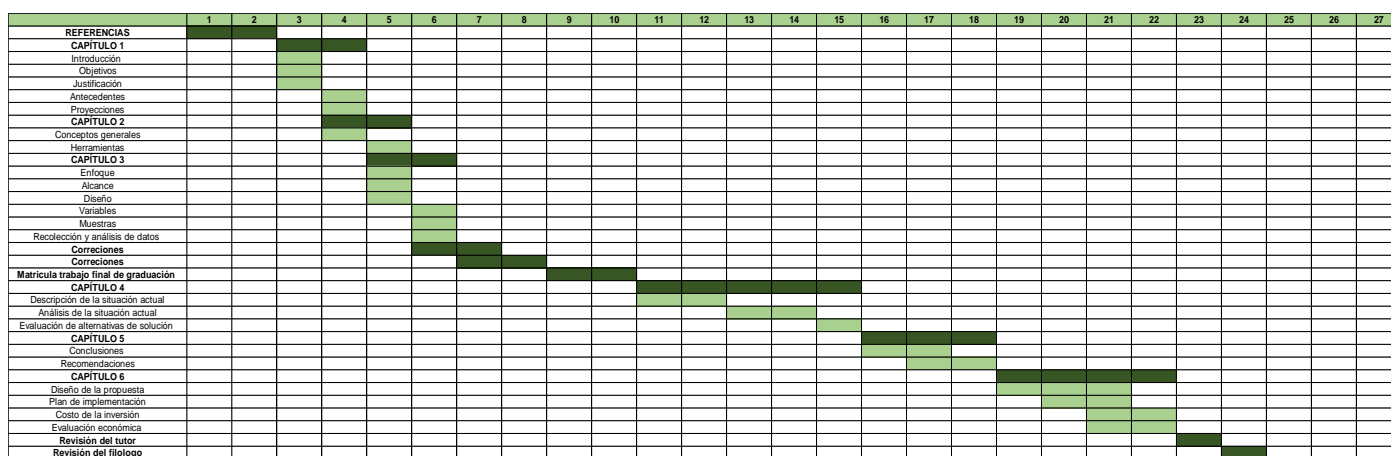 1 2 3 4 5 6 7 8 9 10 11 12 13 14 15 16 17 18 19 20 21 22 23 24 25 26 27
REFERENCIAS
CAPÍTULO 1
Introducción
Objetivos
Justificación
Antecedentes
Proyecciones
CAPÍTULO 2
Conceptos generales
Herramientas
CAPÍTULO 3
Enfoque
Alcance
Diseño
Variables
Muestras
Recolección y análisis de datos
Correciones
Correciones
Matricula trabajo final de graduación
CAPÍTULO 4
Descripción de la situación actual
Análisis de la situación actual
Evaluación de alternativas de solución
CAPÍTULO 5
Conclusiones
Recomendaciones
CAPÍTULO 6
Diseño de la propuesta
Plan de implementación
Costo de la inversión
Evaluación económica
Revisión del tutor
Revisión del filologo